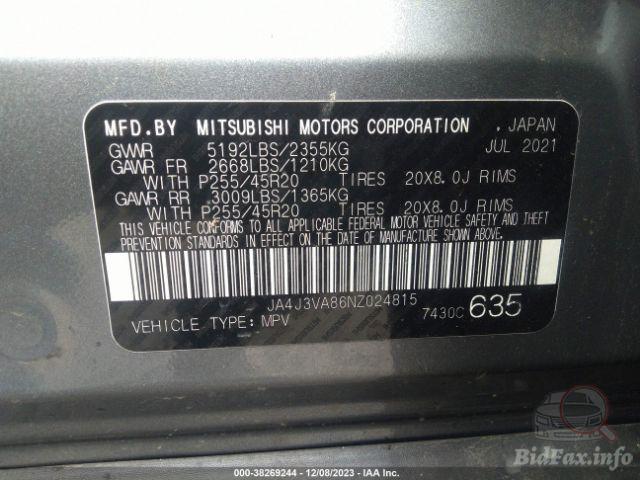 MFD.BY MITSUBISHI MOTORS CORPORATION . JAPAN
GVWR 5192LBS/2355KG JUL 2021
GAWR FR 2668LBS/1210KG
WITH P255/45R20 TIRES 20X8.0J RIMS
GAWR RR 3009LBS/1365KG
WITH P255/45R20 TIRES 20X8.0J RIMS
THIS VEHICLE CONFORMS TO ALL APPLICABLE FEDERAL MOTOR VEHICLE SAFETY AND THEFT
PREVENTION STANDARDS IN EFFECT ON THE DATE OF MANUFACTURE SHOWN ABOVE.
JA4J3VA86NZ024815
VEHICLE TYPE:MPV 7430C 635
000-38269244 - 12/08/2023 - IAA Inc.
BidFax.info